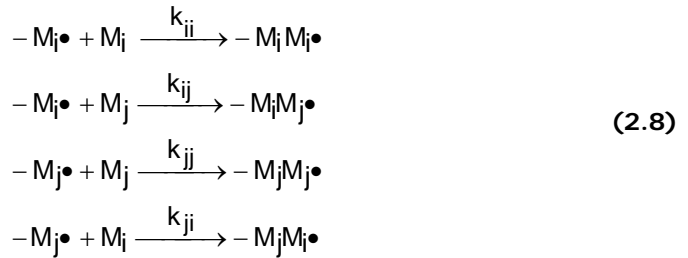 − Mᵢ• + Mᵢ —kᵢᵢ→ − MᵢMᵢ•
− Mᵢ• + Mⱼ —kᵢⱼ→ − MᵢMⱼ•
(2.8)
− Mⱼ• + Mⱼ —kⱼⱼ→ − MⱼMⱼ•
− Mⱼ• + Mᵢ —kⱼᵢ→ − MⱼMᵢ•